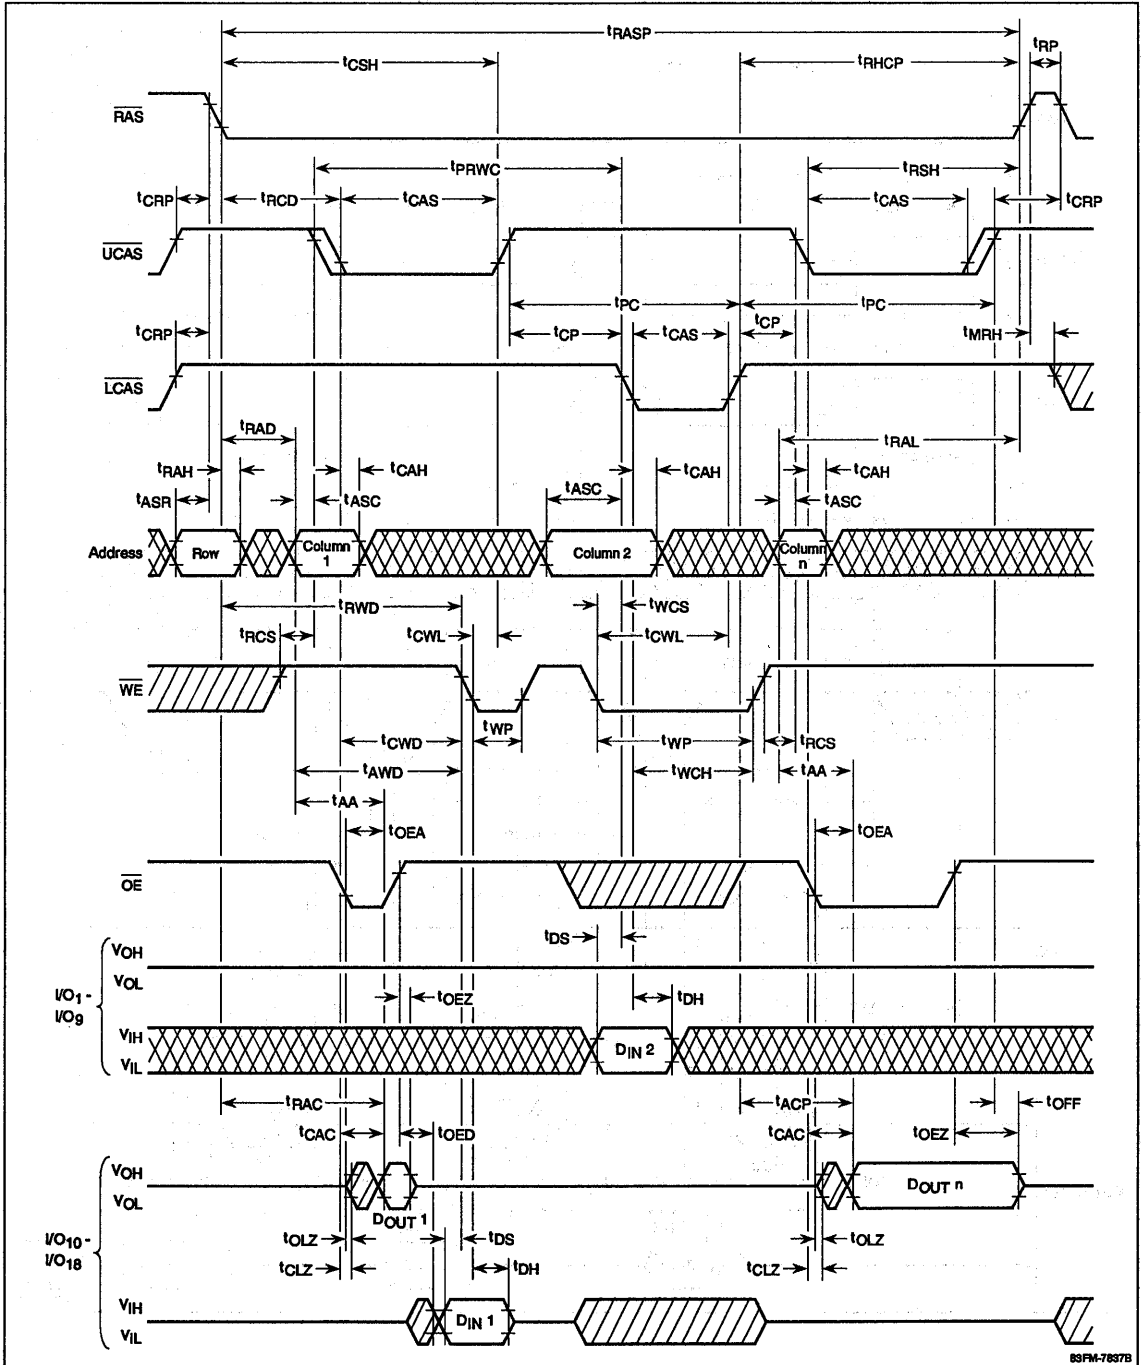 tRASP
tCSH
tRHCP
tRP
RAS
tPRWC
tRSH
tCRP
tRCD
tCAS
tCAS
tCRP
UCAS
tPC
tPC
tCRP
tCP
tCAS
tCP
tMRH
LCAS
tRAD
tRAL
tRAH
tCAH
tCAH
tCAH
tASR
tASC
tASC
tASC
Address
Row
Column 1
Column 2
Column n
tRWD
tWCS
tRCS
tCWL
tCWL
WE
tWP
tCWD
tWP
tRCS
tAWD
tWCH
tAA
tAA
tOEA
tOEA
OE
tDS
VOH
VOL
I/O1 -
I/O9
tOEZ
tDH
VIH
VIL
DIN 2
tRAC
tACP
tOFF
tCAC
tOED
tCAC
tOEZ
VOH
VOL
DOUT n
DOUT 1
I/O10 -
I/O18
tOLZ
tDS
tOLZ
tCLZ
tDH
tCLZ
VIH
VIL
DIN 1
83FM-7837B